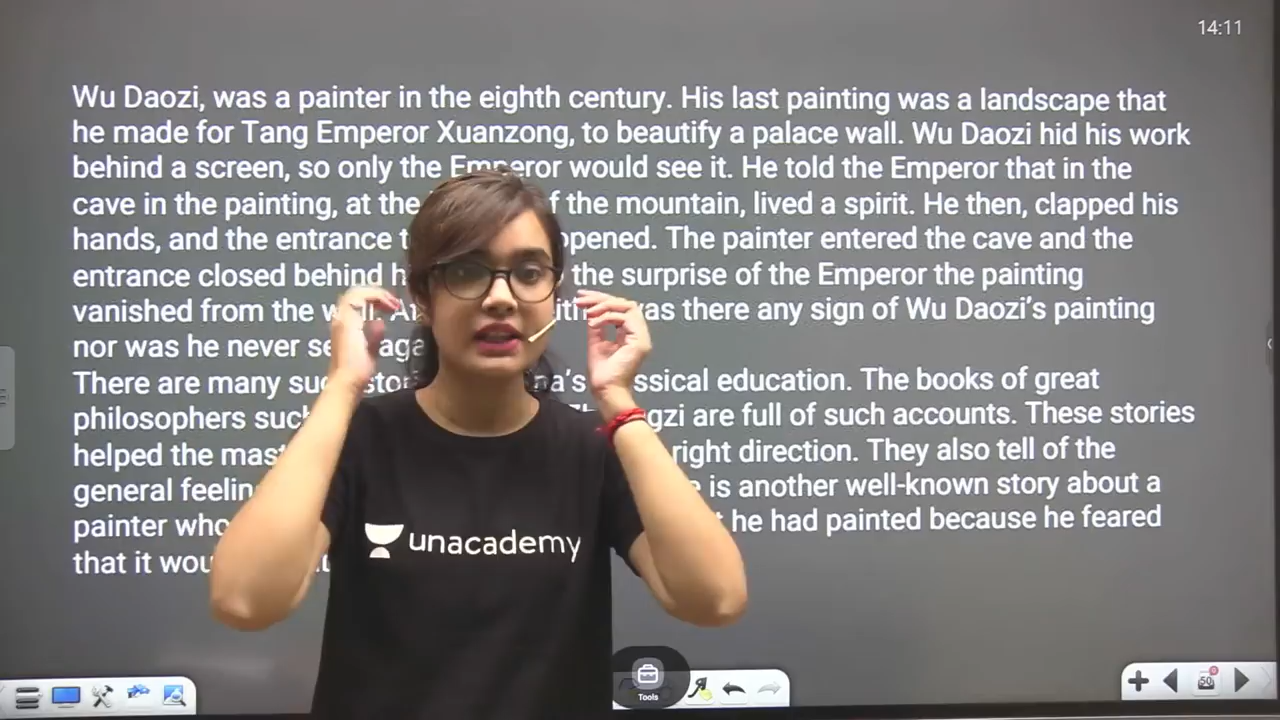 14:11
Wu Daozi, was a painter in the eighth century. His last painting was a landscape that
he made for Tang Emperor Xuanzong, to beautify a palace wall. Wu Daozi hid his work
behind a screen, so only the Emperor would see it. He told the Emperor that in the
cave in the painting, at the of the mountain, lived a spirit. He then, clapped his
hands, and the entrance opened. The painter entered the cave and the
entrance closed behind the surprise of the Emperor the painting
vanished from the wall. was there any sign of Wu Daozi's painting
nor was he never
There are many education. The books of great
philosophers are full of such accounts. These stories
helped the right direction. They also tell of the
general is another well-known story about a
painter who he had painted because he feared
that it
unacademy
Tools
50